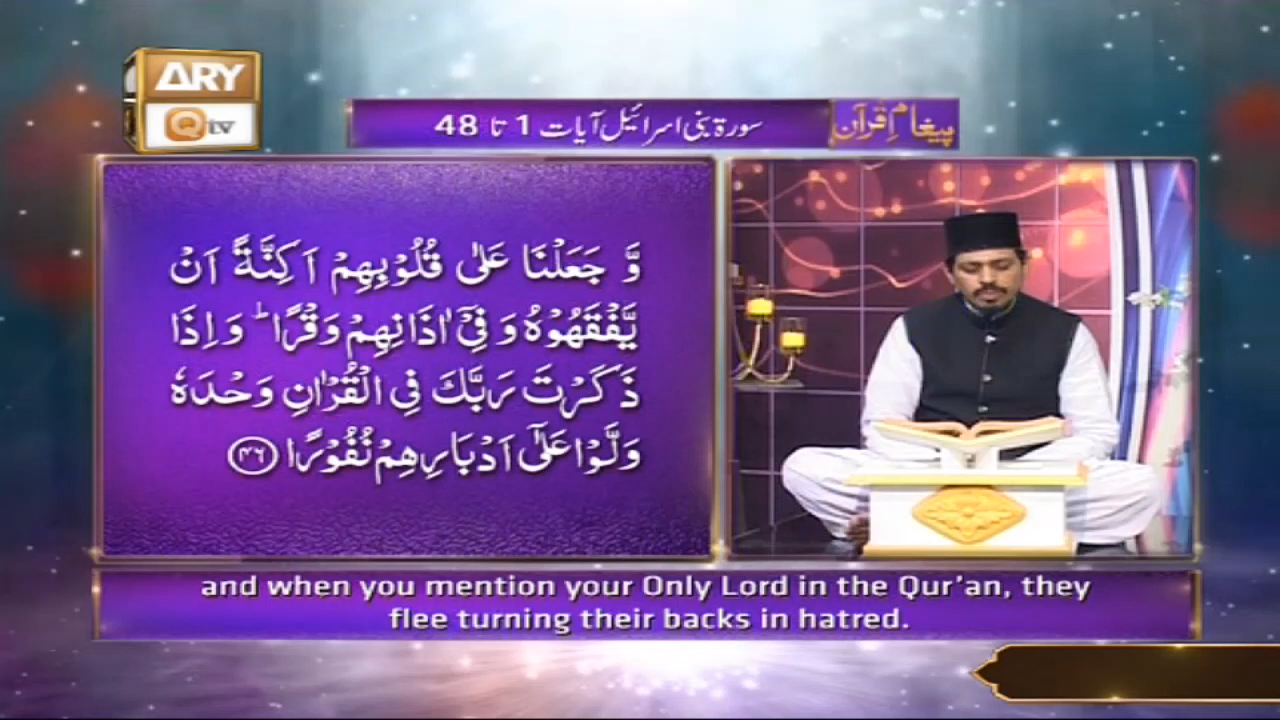 ARY
Qtv
پیغامِ قرآن
سورۃ بنی اسرائیل آیات 1 تا 48
وَّ جَعَلْنَا عَلٰی قُلُوْبِهِمْ اَكِنَّةً اَنْ
یَّفْقَهُوْهُ وَ فِیْۤ اٰذَانِهِمْ وَقْرًا ؕ وَ اِذَا
ذَكَرْتَ رَبَّكَ فِی الْقُرْاٰنِ وَحْدَهٗ
وَلَّوْا عَلٰۤی اَدْبَارِهِمْ نُفُوْرًا ﴿۴۶﴾
and when you mention your Only Lord in the Qur’an, they
flee turning their backs in hatred.